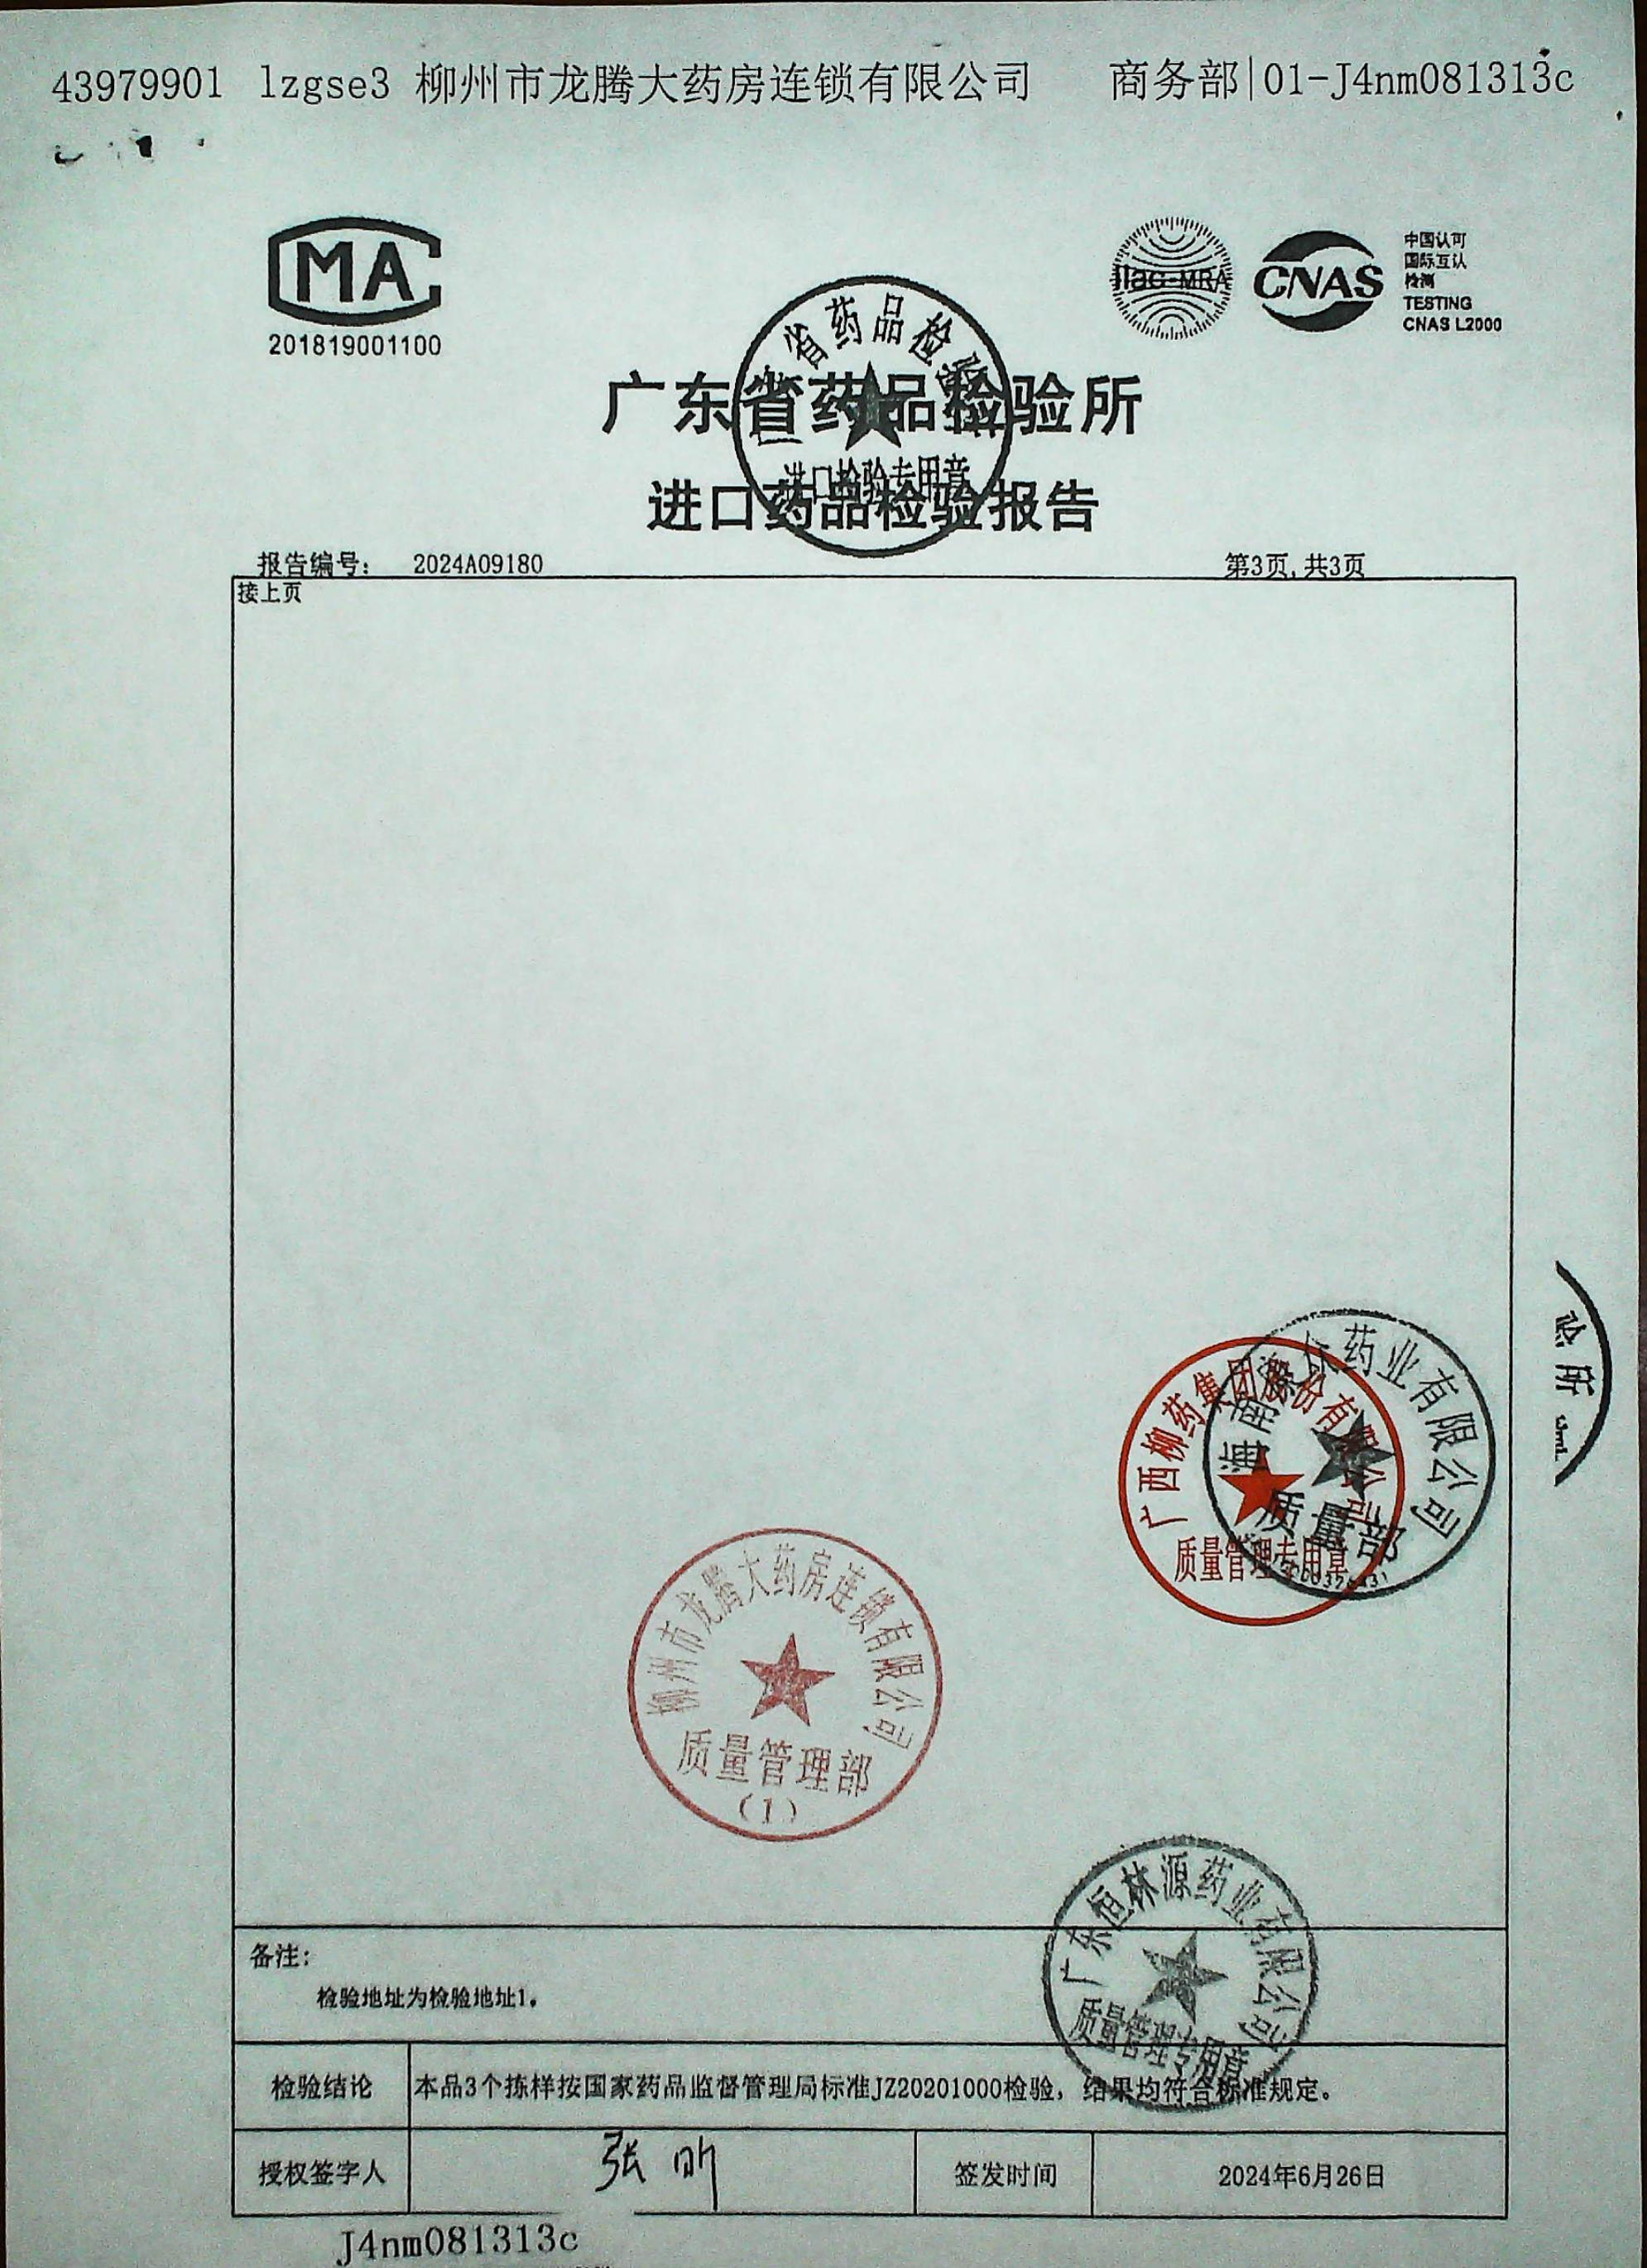 43979901 lzgse3 柳州市龙腾大药房连锁有限公司 商务部|01-J4nm081313c
MA
201819001100
ilac-MRA
CNAS
中国认可
国际互认
检测
TESTING
CNAS L2000
省药品检验
进口检验专用章
广东省药品检验所
进口药品检验报告
报告编号： 2024A09180
第3页,共3页
接上页
验所
药业有限公司
质量部
广西柳药集团股份有限公司
质量管理专用章
柳州市龙腾大药房连锁有限公司
质量管理部
(1)
广东恒林源药业有限公司
质量管理专用章
备注:
检验地址为检验地址1。
检验结论 本品3个拣样按国家药品监督管理局标准JZ20201000检验，结果均符合标准规定。
授权签字人 张昕 签发时间 2024年6月26日
J4nm081313c